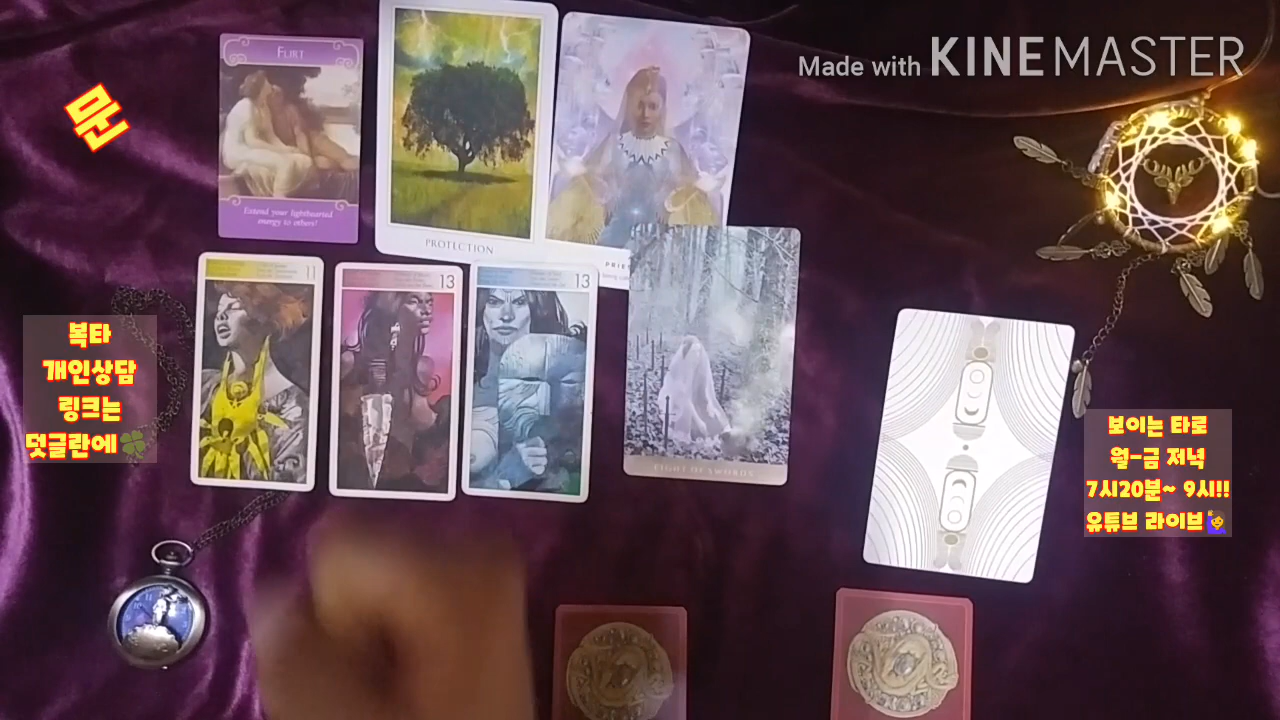 Made with KINEMASTER
문
FLIRT
Extend your lighthearted
energy to others!
PROTECTION
11
13
13
EIGHT OF SWORDS
복타
개인상담
링크는
덧글란에🍀
보이는 타로
월-금 저녁
7시20분~ 9시!!
유튜브 라이브🙋‍♀️